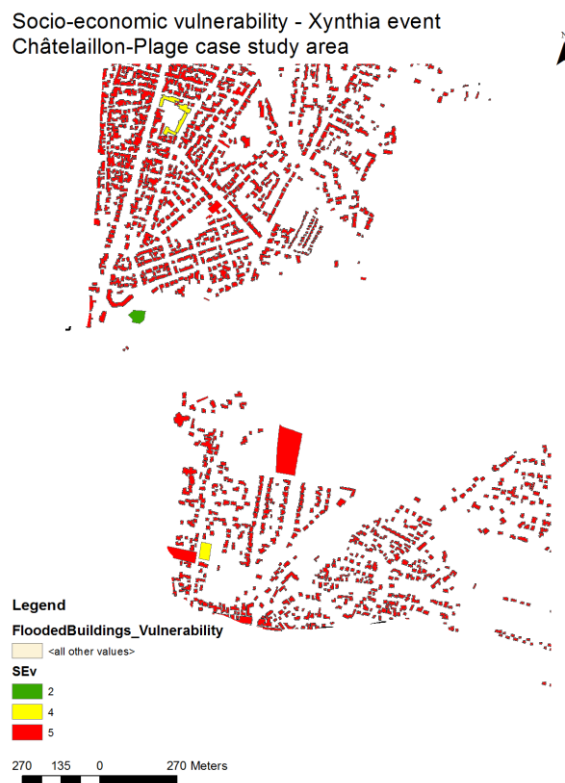 Socio-economic vulnerability - Xynthia event
Châtelaillon-Plage case study area
N
Legend
FloodedBuildings_Vulnerability
<all other values>
SEv
2
4
5
270 135 0 270 Meters